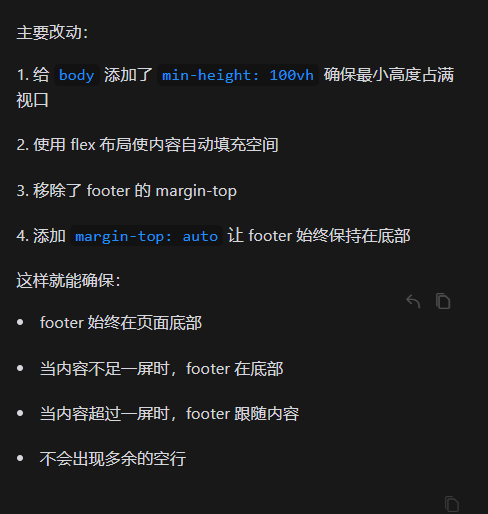 主要改动：
1. 给 body 添加了 min-height: 100vh 确保最小高度占满
视口
2. 使用 flex 布局使内容自动填充空间
3. 移除了 footer 的 margin-top
4. 添加 margin-top: auto 让 footer 始终保持在底部
这样就能确保：
• footer 始终在页面底部
• 当内容不足一屏时，footer 在底部
• 当内容超过一屏时，footer 跟随内容
• 不会出现多余的空行